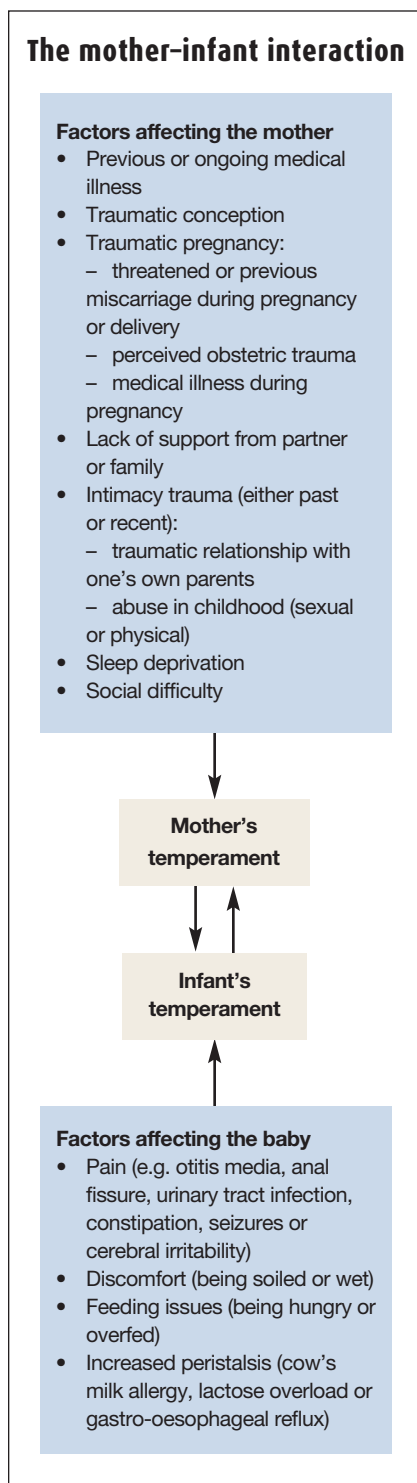 The mother–infant interaction
Factors affecting the mother
• Previous or ongoing medical
illness
• Traumatic conception
• Traumatic pregnancy:
– threatened or previous
miscarriage during pregnancy
or delivery
– perceived obstetric trauma
– medical illness during
pregnancy
• Lack of support from partner
or family
• Intimacy trauma (either past
or recent):
– traumatic relationship with
one's own parents
– abuse in childhood (sexual
or physical)
• Sleep deprivation
• Social difficulty
Mother's
temperament
Infant's
temperament
Factors affecting the baby
• Pain (e.g. otitis media, anal
fissure, urinary tract infection,
constipation, seizures or
cerebral irritability)
• Discomfort (being soiled or wet)
• Feeding issues (being hungry or
overfed)
• Increased peristalsis (cow's
milk allergy, lactose overload or
gastro-oesophageal reflux)